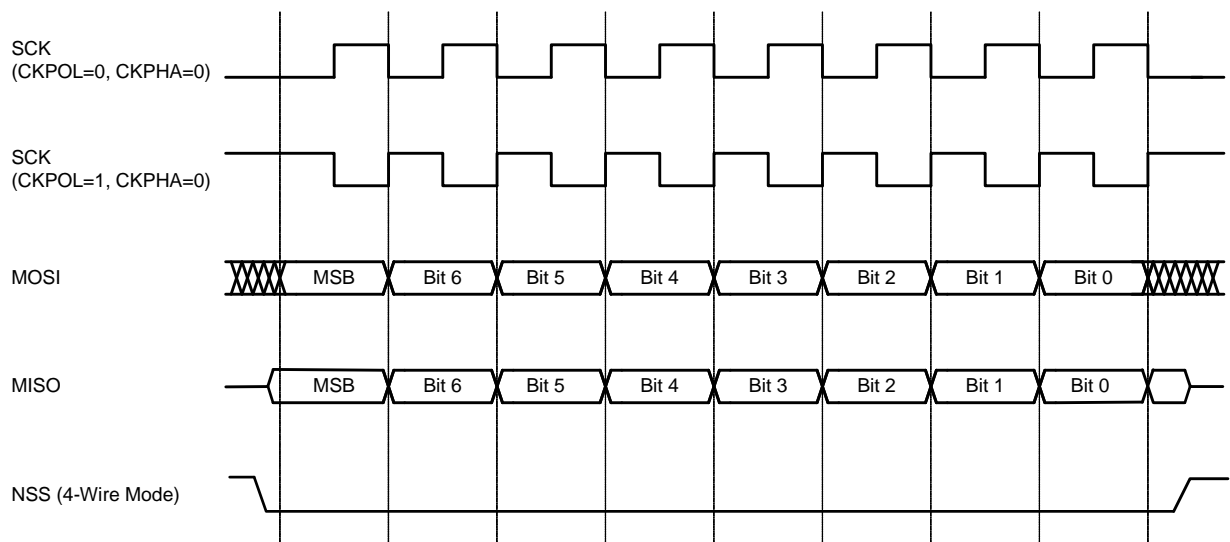 SCK
(CKPOL=0, CKPHA=0)
SCK
(CKPOL=1, CKPHA=0)
MOSI
MSB Bit 6 Bit 5 Bit 4 Bit 3 Bit 2 Bit 1 Bit 0
MISO
MSB Bit 6 Bit 5 Bit 4 Bit 3 Bit 2 Bit 1 Bit 0
NSS (4-Wire Mode)